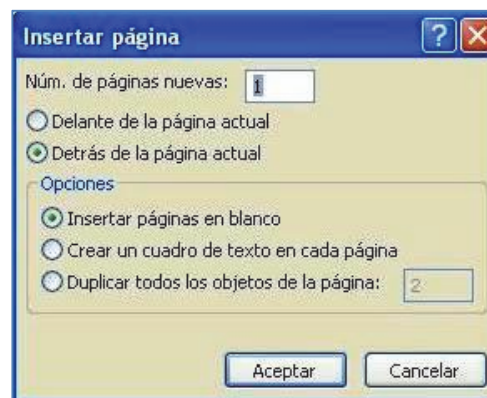 Insertar página
Núm. de páginas nuevas: 1
Delante de la página actual
Detrás de la página actual
Opciones
Insertar páginas en blanco
Crear un cuadro de texto en cada página
Duplicar todos los objetos de la página: 2
Aceptar Cancelar